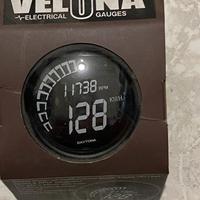 VELONA
ELECTRICAL GAUGES
11738 RPM
128 KM/H
DAYTONA